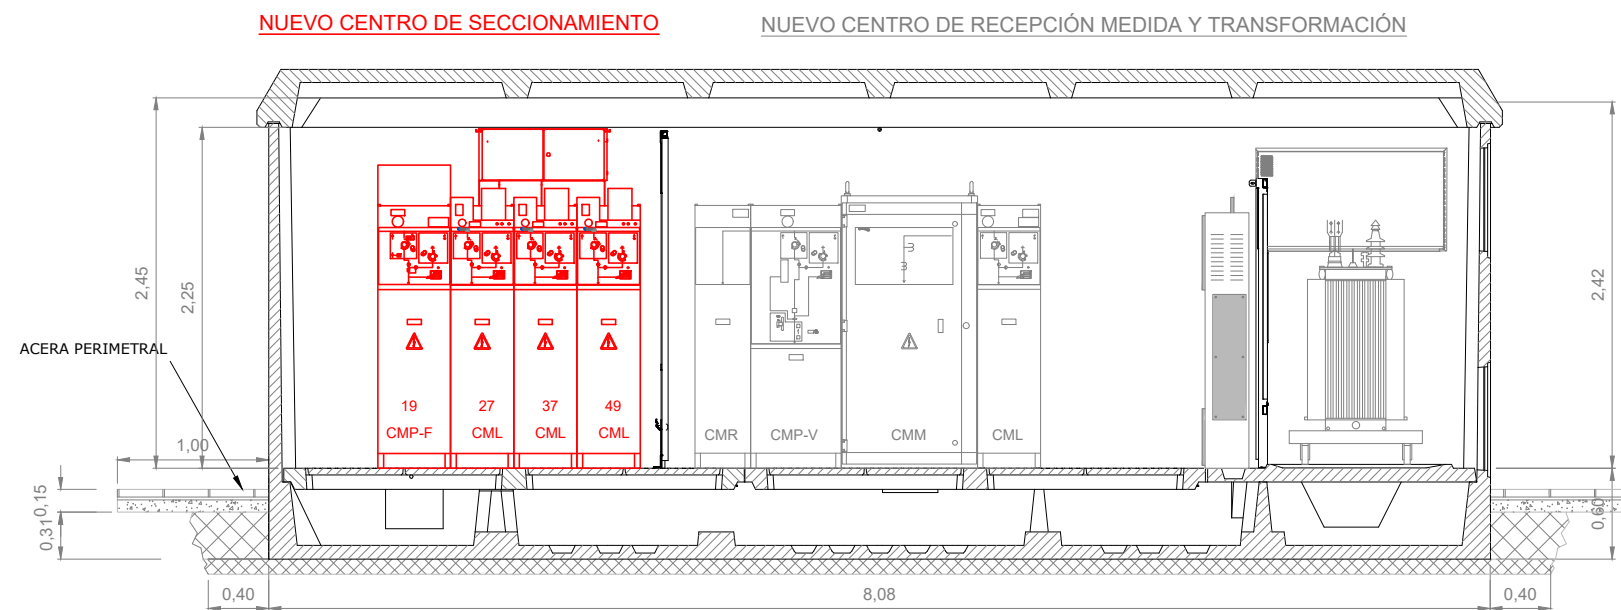 NUEVO CENTRO DE SECCIONAMIENTO
NUEVO CENTRO DE RECEPCIÓN MEDIDA Y TRANSFORMACIÓN
2,45
2,25
2,42
ACERA PERIMETRAL
19
27
37
49
CMP-F
CML
CML
CML
CMR
CMP-V
CMM
CML
1,00
0,15
0,31
0,60
0,40
8,08
0,40